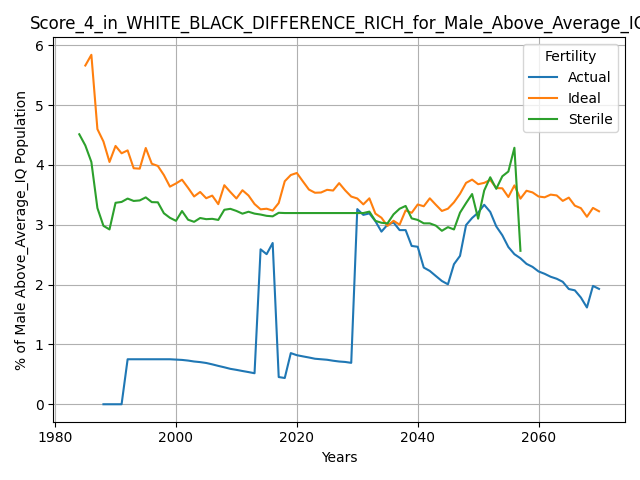 Score_4_in_WHITE_BLACK_DIFFERENCE_RICH_for_Male_Above_Average_IQ
% of Male Above_Average_IQ Population
6
5
4
3
2
1
0
Fertility
Actual
Ideal
Sterile
1980 2000 2020 2040 2060
Years